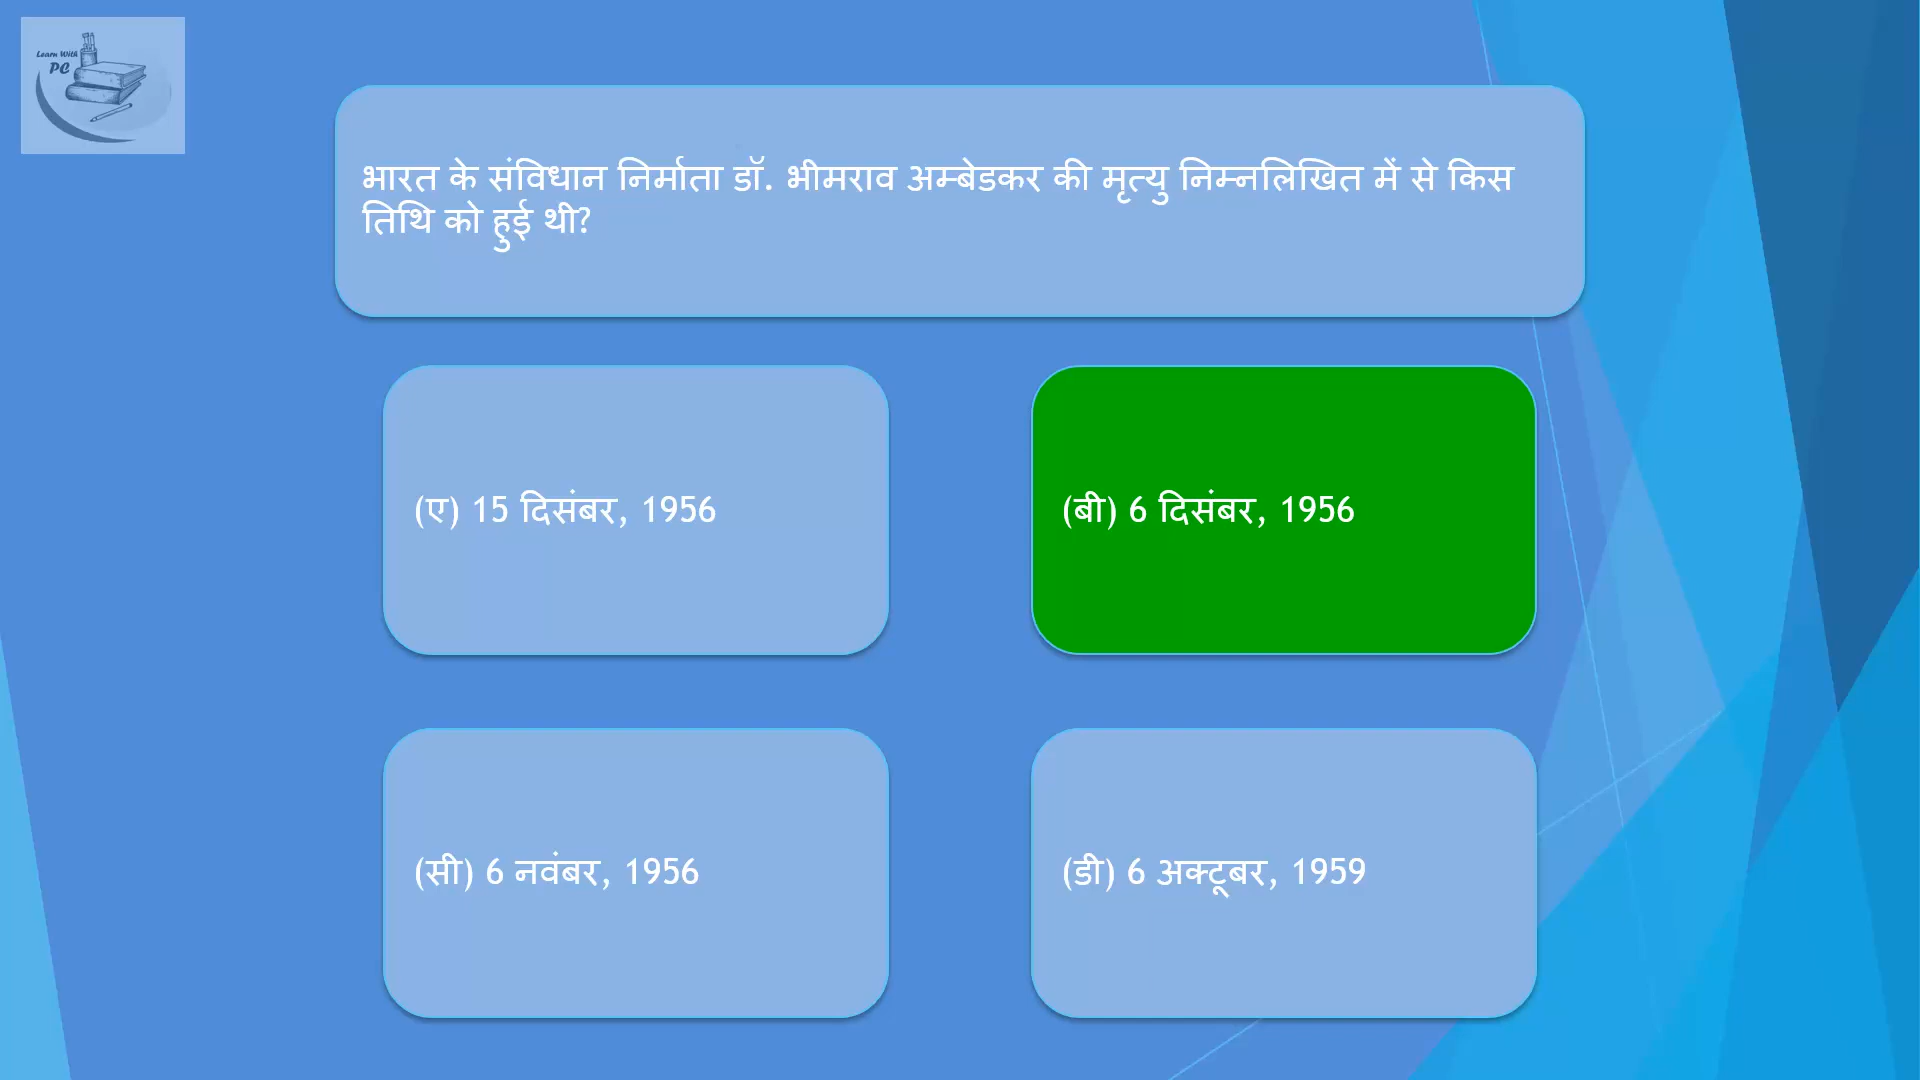 Learn With
PC
भारत के संविधान निर्माता डॉ. भीमराव अम्बेडकर की मृत्यु निम्नलिखित में से किस
तिथि को हुई थी?
(ए) 15 दिसंबर, 1956
(बी) 6 दिसंबर, 1956
(सी) 6 नवंबर, 1956
(डी) 6 अक्टूबर, 1959